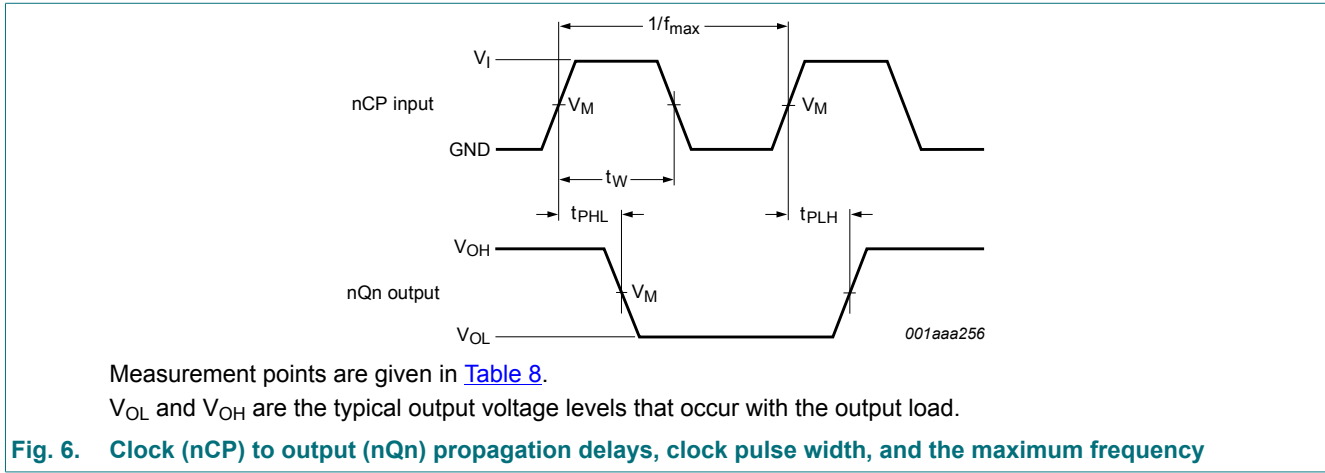 1/fmax
VI
nCP input
VM
VM
GND
tW
tPHL
tPLH
VOH
nQn output
VM
VOL
001aaa256
Measurement points are given in Table 8.
VOL and VOH are the typical output voltage levels that occur with the output load.
Fig. 6. Clock (nCP) to output (nQn) propagation delays, clock pulse width, and the maximum frequency